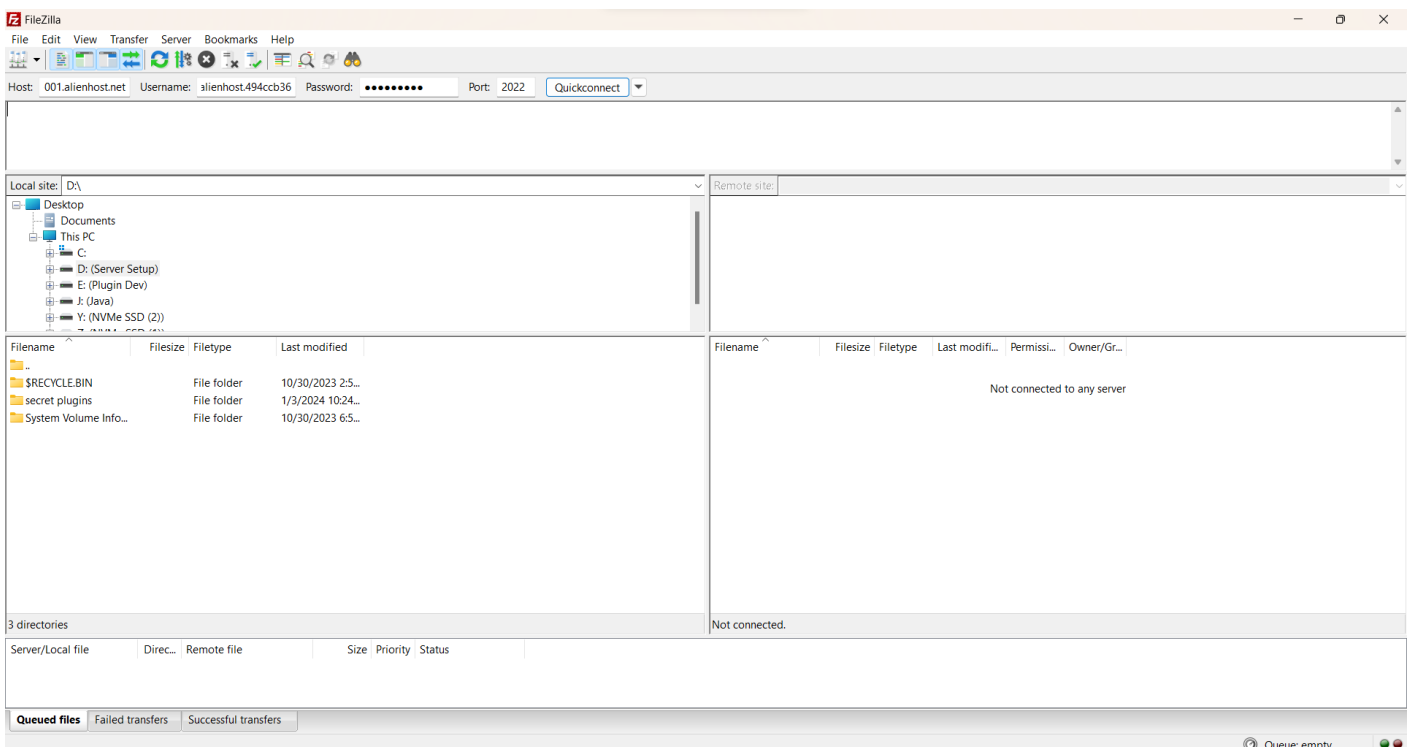 FileZilla
File Edit View Transfer Server Bookmarks Help
Host: 001.alienhost.net Username: alienhost.494ccb36 Password: ●●●●●●●●● Port: 2022 Quickconnect
Local site: D:\
Remote site:
Desktop
Documents
This PC
C:
D: (Server Setup)
E: (Plugin Dev)
J: (Java)
Y: (NVMe SSD (2))
Z: (NVMe SSD (1))
Filename Filesize Filetype Last modified
..
$RECYCLE.BIN File folder 10/30/2023 2:5...
secret plugins File folder 1/3/2024 10:24...
System Volume Info... File folder 10/30/2023 6:5...
3 directories
Filename Filesize Filetype Last modifi... Permissi... Owner/Gr...
Not connected to any server
Not connected.
Server/Local file Direc... Remote file Size Priority Status
Queued files Failed transfers Successful transfers
Queue: empty